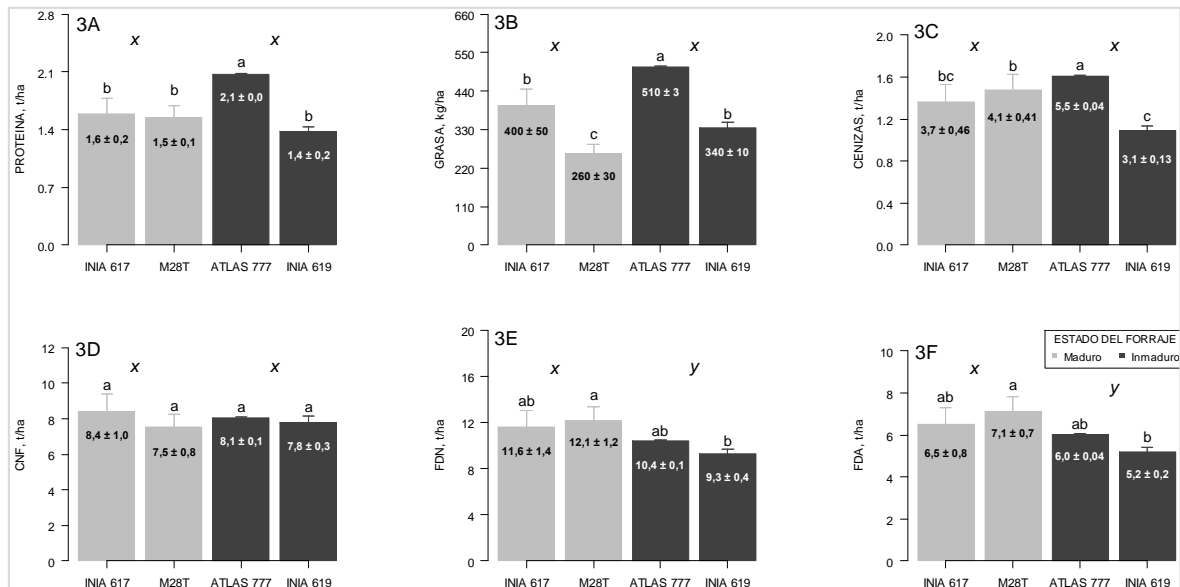 3A
x
x
PROTEINA, t/ha
2.8
2.1
1.4
0.7
0.0
b
b
a
b
1,6 ± 0,2
1,5 ± 0,1
2,1 ± 0,0
1,4 ± 0,2
INIA 617
M28T
ATLAS 777
INIA 619
3B
x
x
GRASA, kg/ha
660
550
440
330
220
110
0
b
c
a
b
400 ± 50
260 ± 30
510 ± 3
340 ± 10
INIA 617
M28T
ATLAS 777
INIA 619
3C
x
x
CENIZAS, t/ha
2.0
1.6
1.2
0.8
0.4
0.0
bc
b
a
c
3,7 ± 0,46
4,1 ± 0,41
5,5 ± 0,04
3,1 ± 0,13
INIA 617
M28T
ATLAS 777
INIA 619
3D
x
x
CNF, t/ha
12
10
8
6
4
2
0
a
a
a
a
8,4 ± 1,0
7,5 ± 0,8
8,1 ± 0,1
7,8 ± 0,3
INIA 617
M28T
ATLAS 777
INIA 619
3E
x
y
FDN, t/ha
20
16
12
8
4
0
ab
a
ab
b
11,6 ± 1,4
12,1 ± 1,2
10,4 ± 0,1
9,3 ± 0,4
INIA 617
M28T
ATLAS 777
INIA 619
3F
ESTADO DEL FORRAJE
Maduro
Inmaduro
x
y
FDA, t/ha
10
8
6
4
2
0
ab
a
ab
b
6,5 ± 0,8
7,1 ± 0,7
6,0 ± 0,04
5,2 ± 0,2
INIA 617
M28T
ATLAS 777
INIA 619